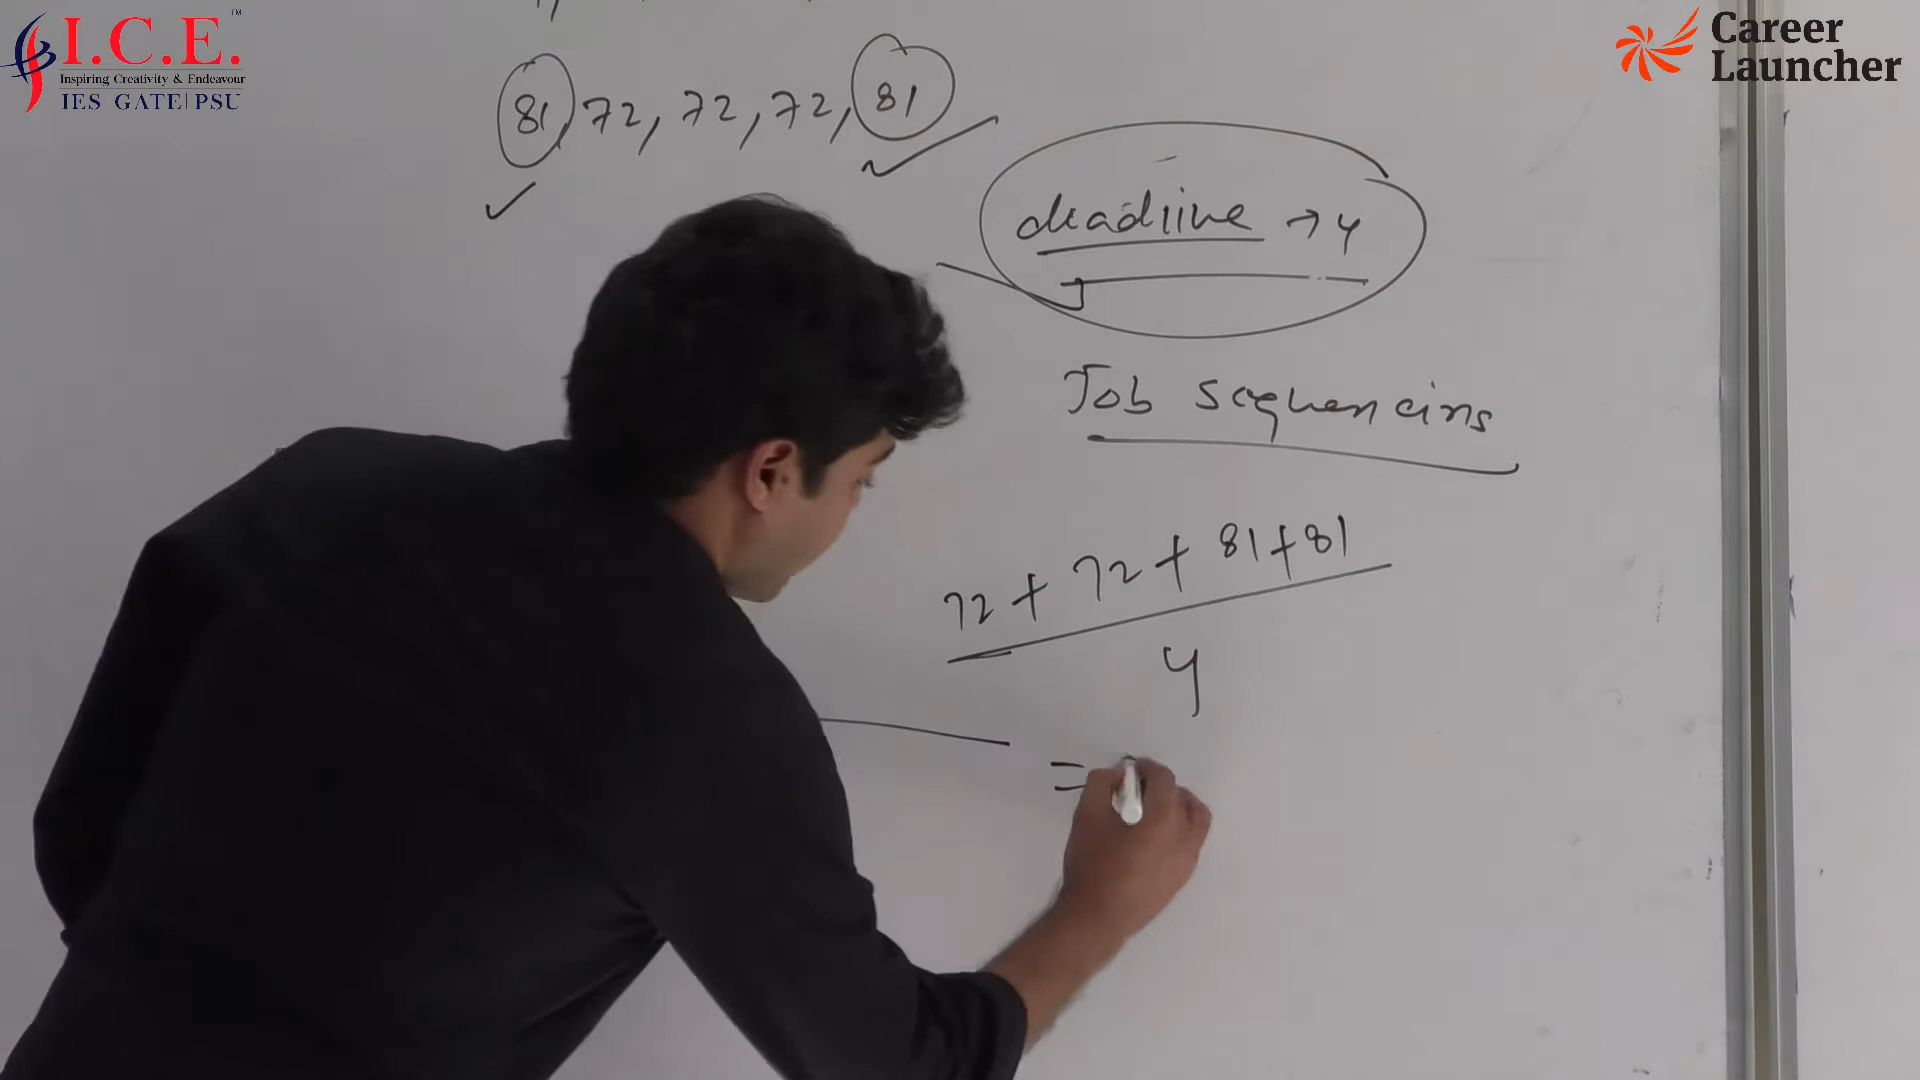 I.C.E.™
Inspiring Creativity & Endeavour
IES GATE|PSU
Career
Launcher
81, 72, 72, 72, 81
deadline → 4
Job sequencing
72 + 72 + 81 + 81
4
=